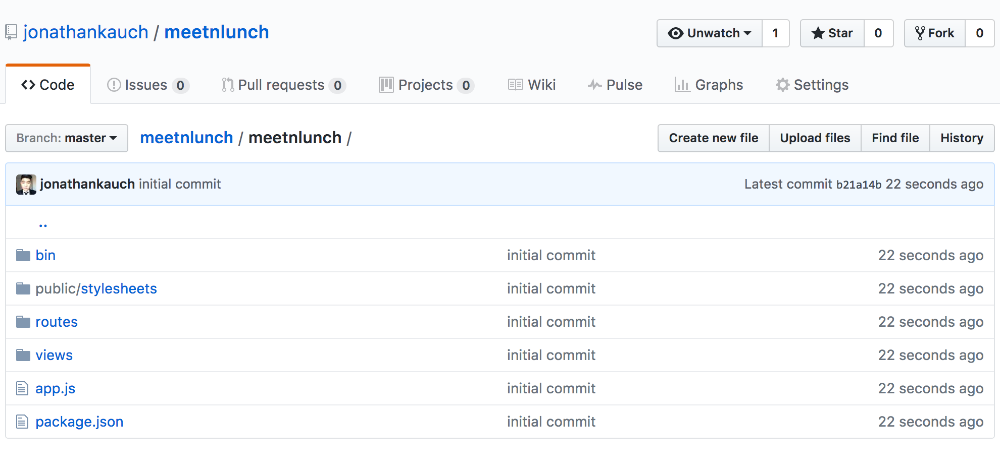 jonathankauch / meetnlunch Unwatch 1 Star 0 Fork 0
Code Issues 0 Pull requests 0 Projects 0 Wiki Pulse Graphs Settings
Branch: master meetnlunch / meetnlunch / Create new file Upload files Find file History
jonathankauch initial commit Latest commit b21a14b 22 seconds ago
..
bin initial commit 22 seconds ago
public/stylesheets initial commit 22 seconds ago
routes initial commit 22 seconds ago
views initial commit 22 seconds ago
app.js initial commit 22 seconds ago
package.json initial commit 22 seconds ago